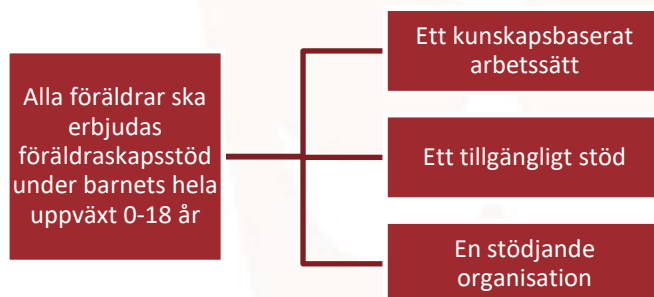 Alla föräldrar ska
erbjudas
föräldraskapsstöd
under barnets hela
uppväxt 0-18 år
Ett kunskapsbaserat
arbetssätt
Ett tillgängligt stöd
En stödjande
organisation